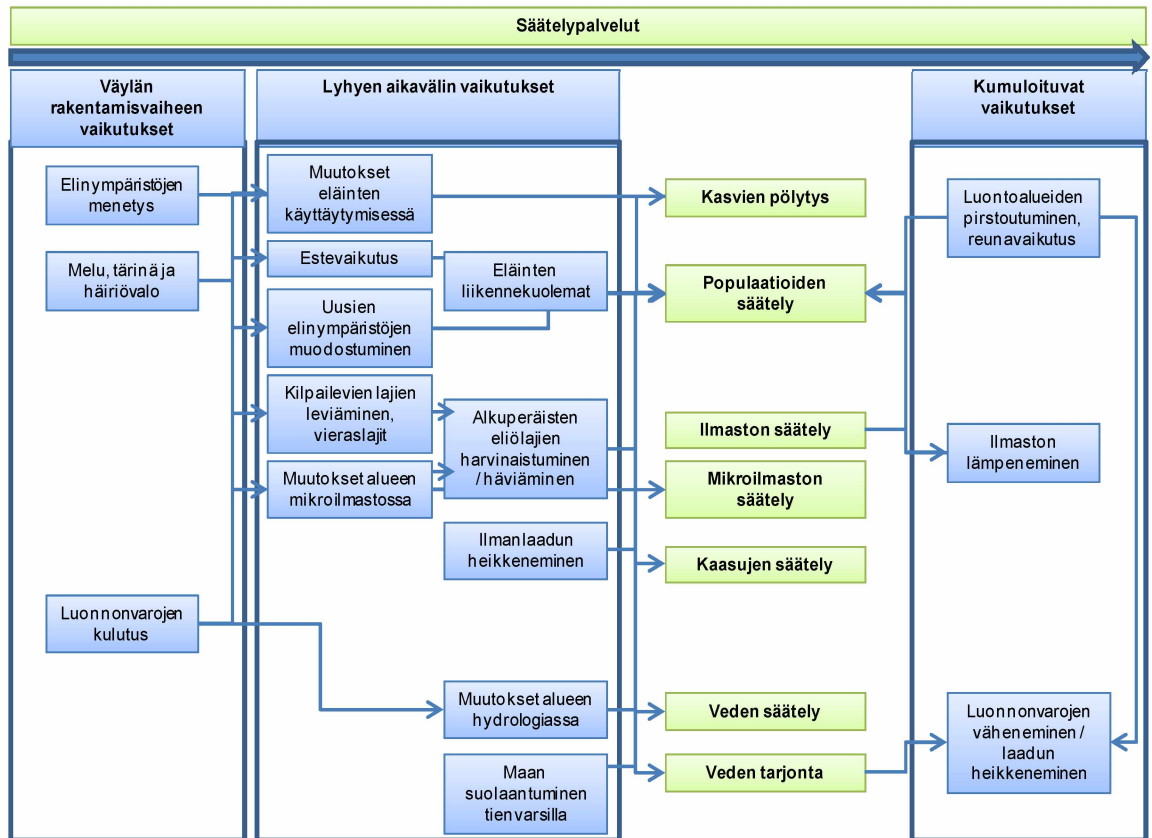 Säätelypalvelut
Väylän
rakentamisvaiheen
vaikutukset
Elinympäristöjen
menetys
Melu, tärinä ja
häiriövalo
Luonnonvarojen
kulutus
Lyhyen aikavälin vaikutukset
Muutokset
eläinten
käyttäytymisessä
Estevaikutus
Eläinten
liikennekuolemat
Uusien
elinympäristöjen
muodostuminen
Kilpailevien lajien
leviäminen,
vieraslajit
Alkuperäisten
eliölajien
harvinaistuminen
/ häviäminen
Muutokset alueen
mikroilmastossa
Ilmanlaadun
heikkeneminen
Muutokset alueen
hydrologiassa
Maan
suolaantuminen
tienvarsilla
Kasvien pölytys
Populaatioiden
säätely
Ilmaston säätely
Mikroilmaston
säätely
Kaasujen säätely
Veden säätely
Veden tarjonta
Kumuloituvat
vaikutukset
Luontoalueiden
pirstoutuminen,
reunavaikutus
Ilmaston
lämpeneminen
Luonnonvarojen
väheneminen /
laadun
heikkeneminen